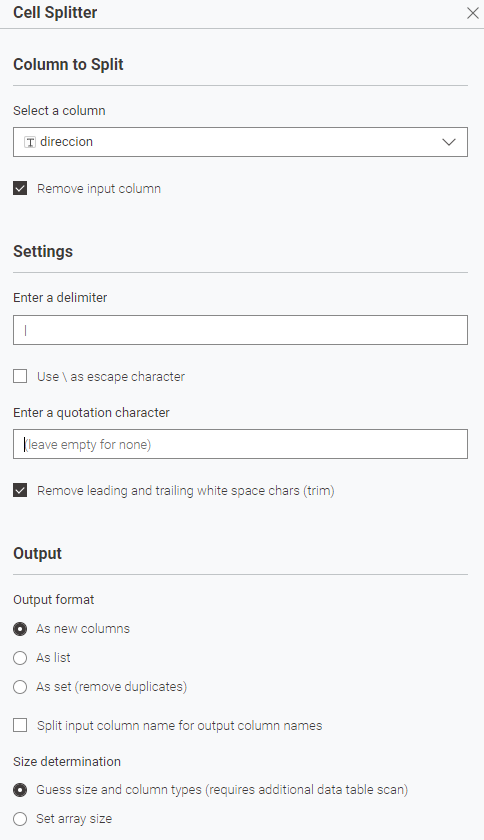 Cell Splitter
Column to Split
Select a column
T direccion
Remove input column
Settings
Enter a delimiter
|
Use \ as escape character
Enter a quotation character
(leave empty for none)
Remove leading and trailing white space chars (trim)
Output
Output format
As new columns
As list
As set (remove duplicates)
Split input column name for output column names
Size determination
Guess size and column types (requires additional data table scan)
Set array size